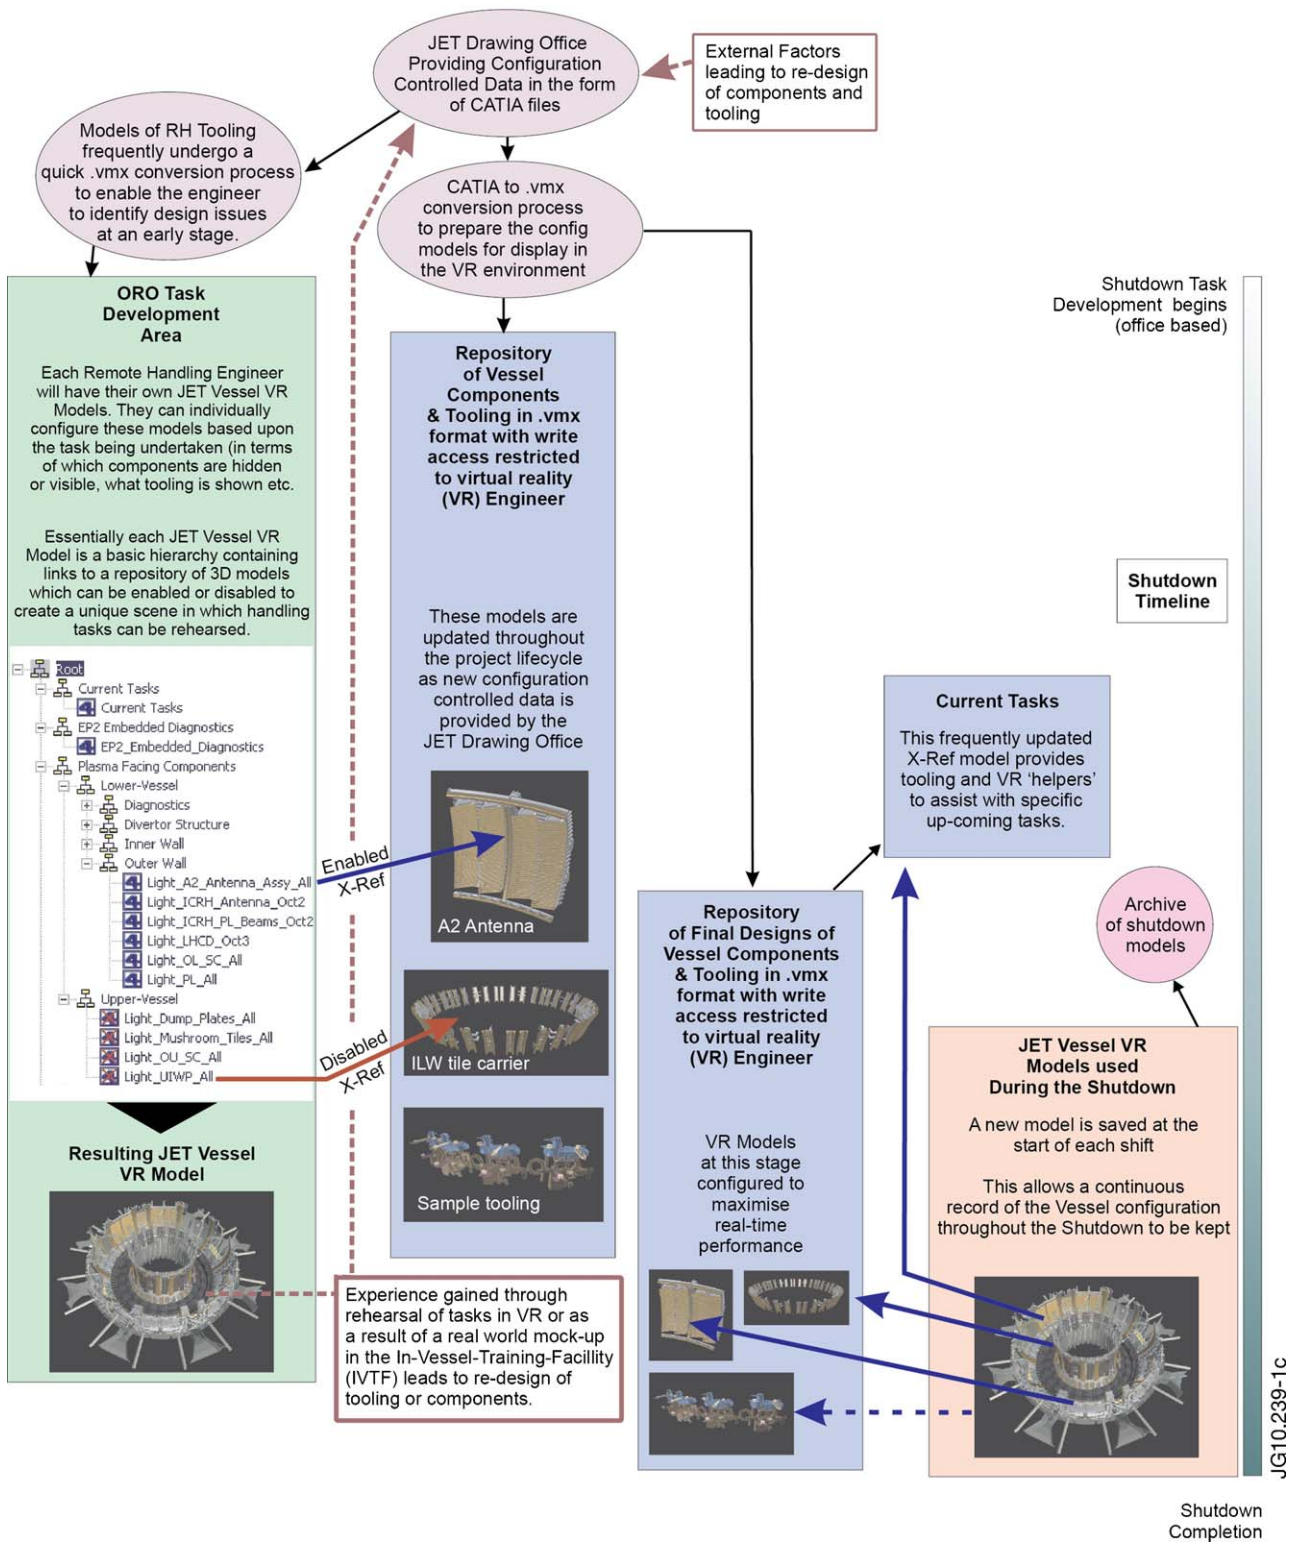 JET Drawing Office
Providing Configuration
Controlled Data in the form
of CATIA files
External Factors
leading to re-design
of components and
tooling
Models of RH Tooling
frequently undergo a
quick .vmx conversion process
to enable the engineer
to identify design issues
at an early stage.
CATIA to .vmx
conversion process
to prepare the config
models for display in
the VR environment
ORO Task
Development
Area
Each Remote Handling Engineer
will have their own JET Vessel VR
Models. They can individually
configure these models based upon
the task being undertaken (in terms
of which components are hidden
or visible, what tooling is shown etc.
Essentially each JET Vessel VR
Model is a basic hierarchy containing
links to a repository of 3D models
which can be enabled or disabled to
create a unique scene in which handling
tasks can be rehearsed.
Root
Current Tasks
Current Tasks
EP2 Embedded Diagnostics
EP2_Embedded_Diagnostics
Plasma Facing Components
Lower-Vessel
Diagnostics
Divertor Structure
Inner Wall
Outer Wall
Light_A2_Antenna_Assy_All
Light_ICRH_Antenna_Oct2
Light_ICRH_PL_Beams_Oct2
Light_LHCD_Oct3
Light_OL_SC_All
Light_PL_All
Upper-Vessel
Light_Dump_Plates_All
Light_Mushroom_Tiles_All
Light_OU_SC_All
Light_UIWP_All
Enabled
X-Ref
Disabled
X-Ref
Resulting JET Vessel
VR Model
Repository
of Vessel
Components
& Tooling in .vmx
format with write
access restricted
to virtual reality
(VR) Engineer
These models are
updated throughout
the project lifecycle
as new configuration
controlled data is
provided by the
JET Drawing Office
A2 Antenna
ILW tile carrier
Sample tooling
Experience gained through
rehearsal of tasks in VR or as
a result of a real world mock-up
in the In-Vessel-Training-Facillity
(IVTF) leads to re-design of
tooling or components.
Repository
of Final Designs of
Vessel Components
& Tooling in .vmx
format with write
access restricted
to virtual reality
(VR) Engineer
VR Models
at this stage
configured to
maximise
real-time
performance
Current Tasks
This frequently updated
X-Ref model provides
tooling and VR ‘helpers’
to assist with specific
up-coming tasks.
Archive
of shutdown
models
JET Vessel VR
Models used
During the Shutdown
A new model is saved at the
start of each shift
This allows a continuous
record of the Vessel configuration
throughout the Shutdown to be kept
Shutdown Task
Development begins
(office based)
Shutdown
Timeline
Shutdown
Completion
JG10.239-1c